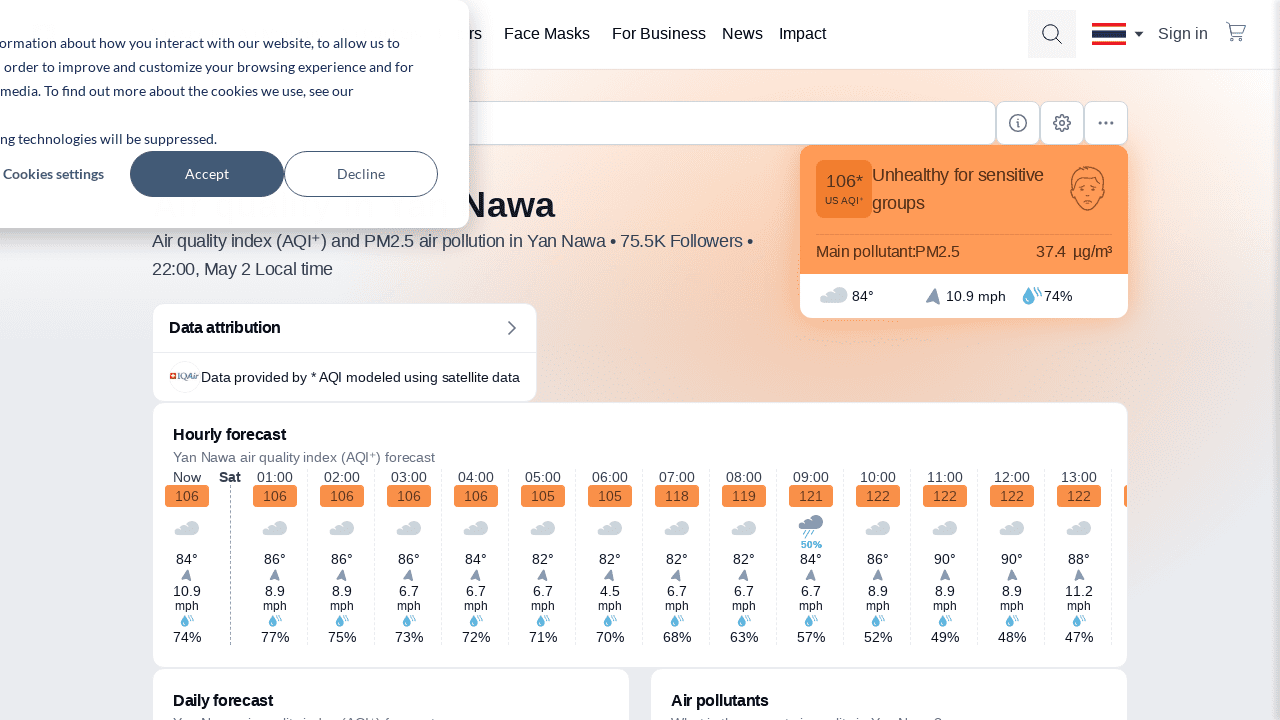 rs Face Masks For Business News Impact Sign in
ormation about how you interact with our website, to allow us to
order to improve and customize your browsing experience and for
media. To find out more about the cookies we use, see our
ng technologies will be suppressed.
Cookies settings Accept Decline
Nawa
Air quality index (AQI⁺) and PM2.5 air pollution in Yan Nawa • 75.5K Followers •
22:00, May 2 Local time
106*
US AQI⁺
Unhealthy for sensitive
groups
Main pollutant:PM2.5 37.4 µg/m³
84° 10.9 mph 74%
Data attribution
IQAir Data provided by * AQI modeled using satellite data
Hourly forecast
Yan Nawa air quality index (AQI⁺) forecast
Now Sat 01:00 02:00 03:00 04:00 05:00 06:00 07:00 08:00 09:00 10:00 11:00 12:00 13:00
106 106 106 106 106 105 105 118 119 121 122 122 122 122
50%
84° 86° 86° 86° 84° 82° 82° 82° 82° 84° 86° 90° 90° 88°
10.9 8.9 8.9 6.7 6.7 6.7 4.5 6.7 6.7 6.7 8.9 8.9 8.9 11.2
mph mph mph mph mph mph mph mph mph mph mph mph mph mph
74% 77% 75% 73% 72% 71% 70% 68% 63% 57% 52% 49% 48% 47%
Daily forecast Air pollutants